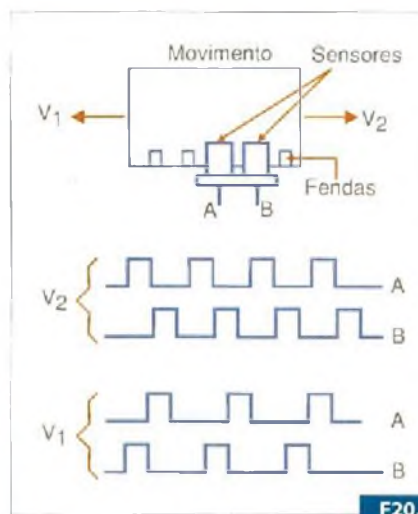 Movimento Sensores
V1 V2
Fendas
A B
V2 A
B
V1 A
B
F20